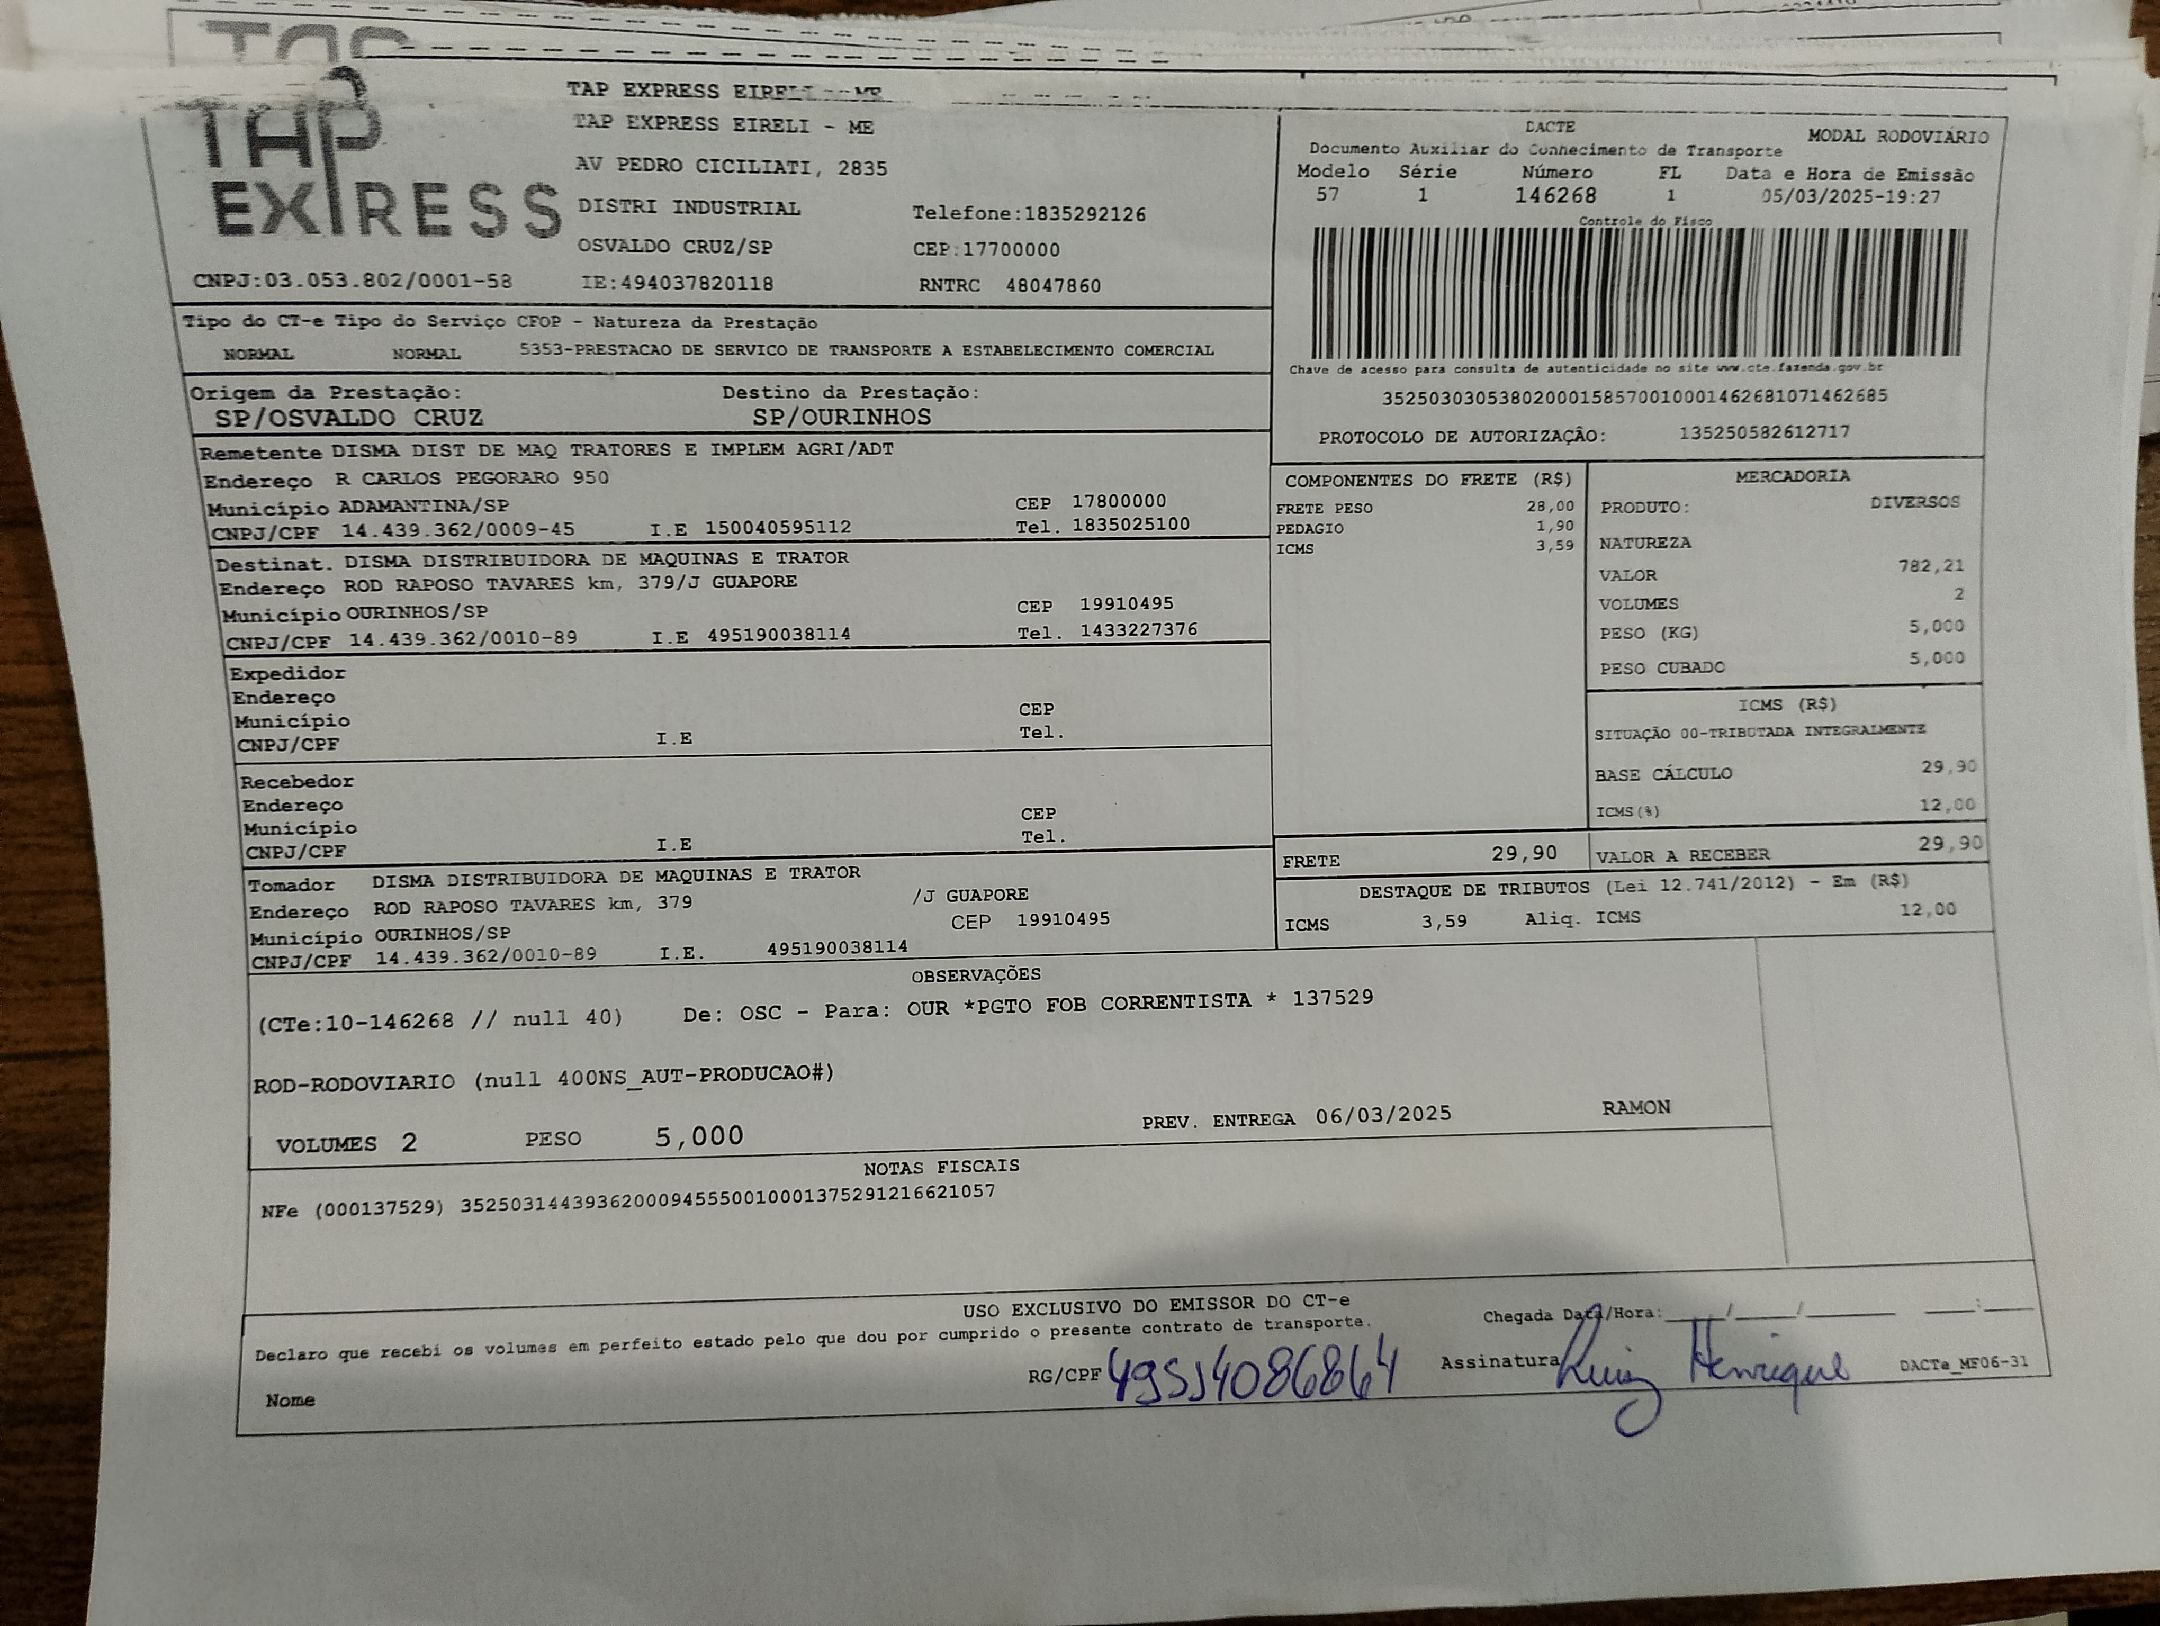 TAP EXPRESS
TAP EXPRESS EIRELI - ME
TAP EXPRESS EIRELI - ME
AV PEDRO CICILIATI, 2835
DISTRI INDUSTRIAL Telefone:1835292126
OSVALDO CRUZ/SP CEP:17700000
CNPJ:03.053.802/0001-58 IE:494037820118 RNTRC 48047860
DACTE MODAL RODOVIÁRIO
Documento Auxiliar do Conhecimento de Transporte
Modelo Série Número FL Data e Hora de Emissão
57 1 146268 1 05/03/2025-19:27
Controle do Fisco
Chave de acesso para consulta de autenticidade no site www.cte.fazenda.gov.br
35250303053802000158570010001462681071462685
PROTOCOLO DE AUTORIZAÇÃO: 135250582612717
Tipo do CT-e Tipo do Serviço CFOP - Natureza da Prestação
NORMAL NORMAL 5353-PRESTACAO DE SERVICO DE TRANSPORTE A ESTABELECIMENTO COMERCIAL
Origem da Prestação: Destino da Prestação:
SP/OSVALDO CRUZ SP/OURINHOS
Remetente DISMA DIST DE MAQ TRATORES E IMPLEM AGRI/ADT
Endereço R CARLOS PEGORARO 950
Município ADAMANTINA/SP CEP 17800000
CNPJ/CPF 14.439.362/0009-45 I.E 150040595112 Tel. 1835025100
Destinat. DISMA DISTRIBUIDORA DE MAQUINAS E TRATOR
Endereço ROD RAPOSO TAVARES km, 379/J GUAPORE
Município OURINHOS/SP CEP 19910495
CNPJ/CPF 14.439.362/0010-89 I.E 495190038114 Tel. 1433227376
Expedidor
Endereço
Município CEP
CNPJ/CPF I.E Tel.
Recebedor
Endereço
Município CEP
CNPJ/CPF I.E Tel.
Tomador DISMA DISTRIBUIDORA DE MAQUINAS E TRATOR
Endereço ROD RAPOSO TAVARES km, 379 /J GUAPORE
Município OURINHOS/SP CEP 19910495
CNPJ/CPF 14.439.362/0010-89 I.E. 495190038114
COMPONENTES DO FRETE (R$)
FRETE PESO 28,00
PEDAGIO 1,90
ICMS 3,59
MERCADORIA
PRODUTO: DIVERSOS
NATUREZA
VALOR 782,21
VOLUMES 2
PESO (KG) 5,000
PESO CUBADO 5,000
ICMS (R$)
SITUAÇÃO 00-TRIBUTADA INTEGRALMENTE
BASE CÁLCULO 29,90
ICMS(%) 12,00
FRETE 29,90 VALOR A RECEBER 29,90
DESTAQUE DE TRIBUTOS (Lei 12.741/2012) - Em (R$)
ICMS 3,59 Aliq. ICMS 12,00
OBSERVAÇÕES
(CTe:10-146268 // null 40) De: OSC - Para: OUR *PGTO FOB CORRENTISTA * 137529
ROD-RODOVIARIO (null 400NS_AUT-PRODUCAO#)
VOLUMES 2 PESO 5,000 PREV. ENTREGA 06/03/2025 RAMON
NOTAS FISCAIS
NFe (000137529) 35250314439362000945550010001375291216621057
USO EXCLUSIVO DO EMISSOR DO CT-e
Declaro que recebi os volumes em perfeito estado pelo que dou por cumprido o presente contrato de transporte.
Chegada Data/Hora:____/____/______ ____:____
Nome RG/CPF 49514086864 Assinatura Luiz Henrique DACTe_MF06-31